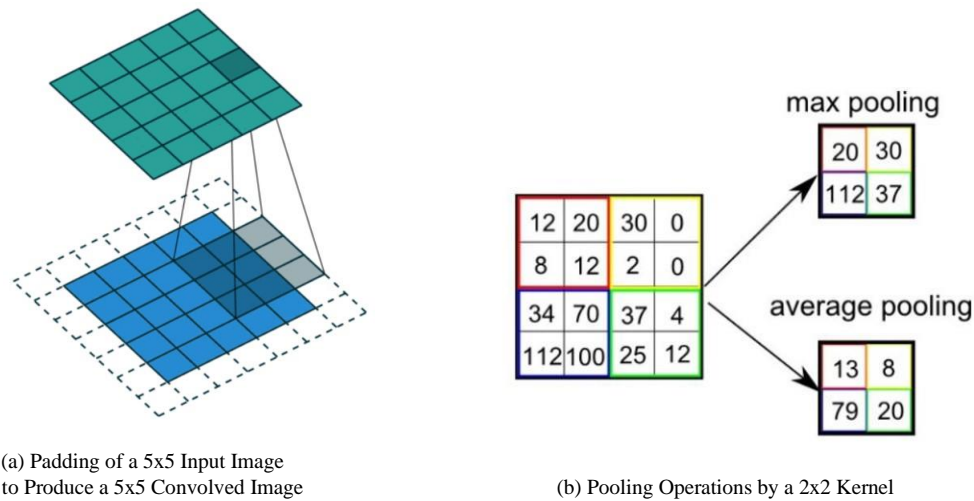 max pooling
20 30
112 37
12 20 30 0
8 12 2 0
34 70 37 4
112 100 25 12
average pooling
13 8
79 20
(a) Padding of a 5x5 Input Image
to Produce a 5x5 Convolved Image
(b) Pooling Operations by a 2x2 Kernel